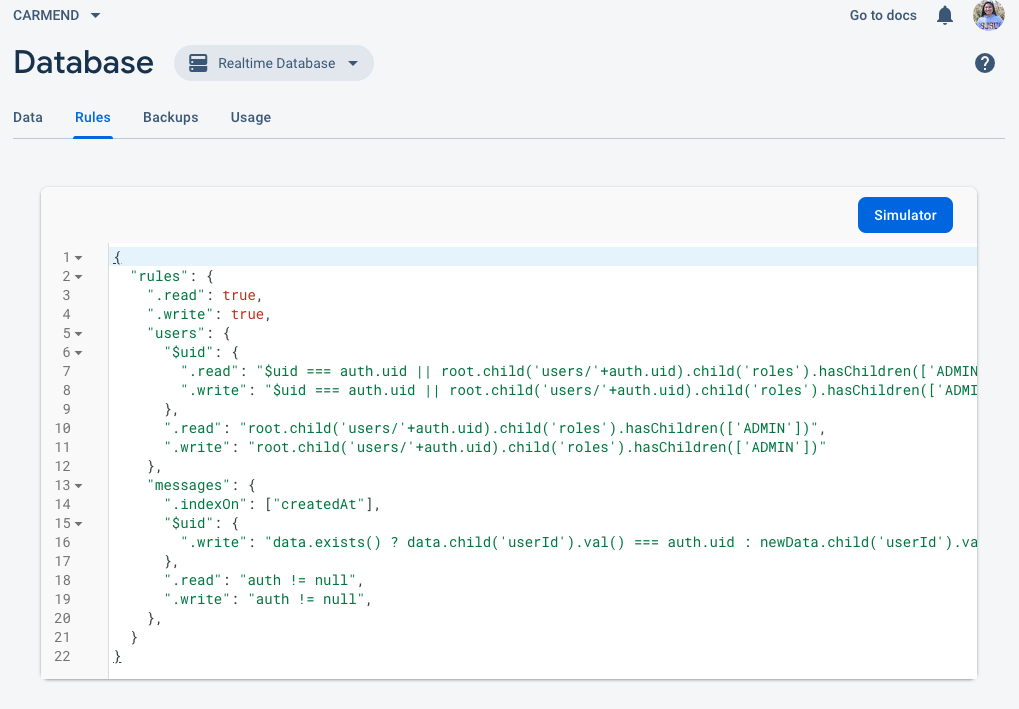 CARMEND
Go to docs
Database
Realtime Database
?
Data
Rules
Backups
Usage
Simulator
1 {
2 "rules": {
3 ".read": true,
4 ".write": true,
5 "users": {
6 "$uid": {
7 ".read": "$uid === auth.uid || root.child('users/'+auth.uid).child('roles').hasChildren(['ADMIN
8 ".write": "$uid === auth.uid || root.child('users/'+auth.uid).child('roles').hasChildren(['ADMI
9 },
10 ".read": "root.child('users/'+auth.uid).child('roles').hasChildren(['ADMIN'])",
11 ".write": "root.child('users/'+auth.uid).child('roles').hasChildren(['ADMIN'])"
12 },
13 "messages": {
14 ".indexOn": ["createdAt"],
15 "$uid": {
16 ".write": "data.exists() ? data.child('userId').val() === auth.uid : newData.child('userId').va
17 },
18 ".read": "auth != null",
19 ".write": "auth != null",
20 },
21 }
22 }